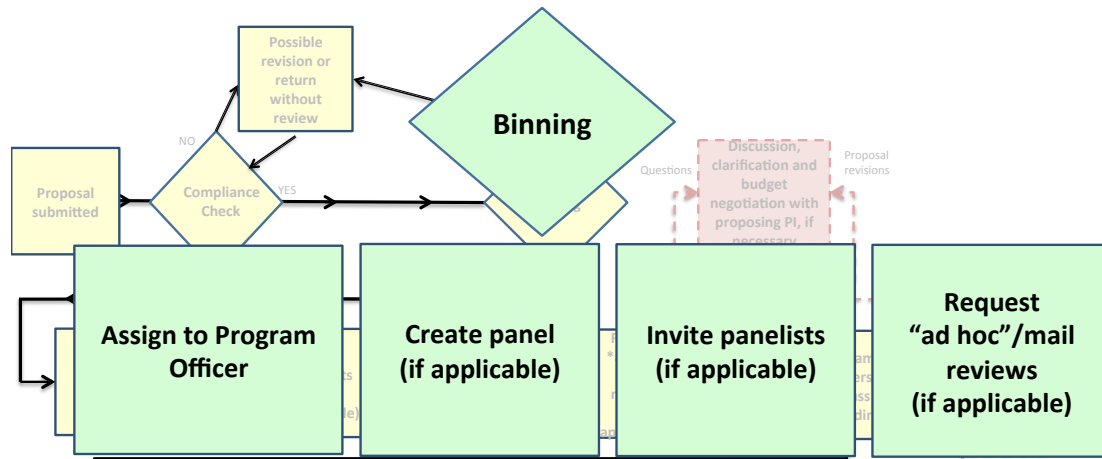 Possible
revision or
return
without
review
Binning
NO
Proposal
submitted
Compliance
Check
YES
Questions
Discussion,
clarification and
budget
negotiation with
proposing PI, if
necessary
Proposal
revisions
Assign to Program
Officer
Create panel
(if applicable)
Invite panelists
(if applicable)
Request
“ad hoc”/mail
reviews
(if applicable)